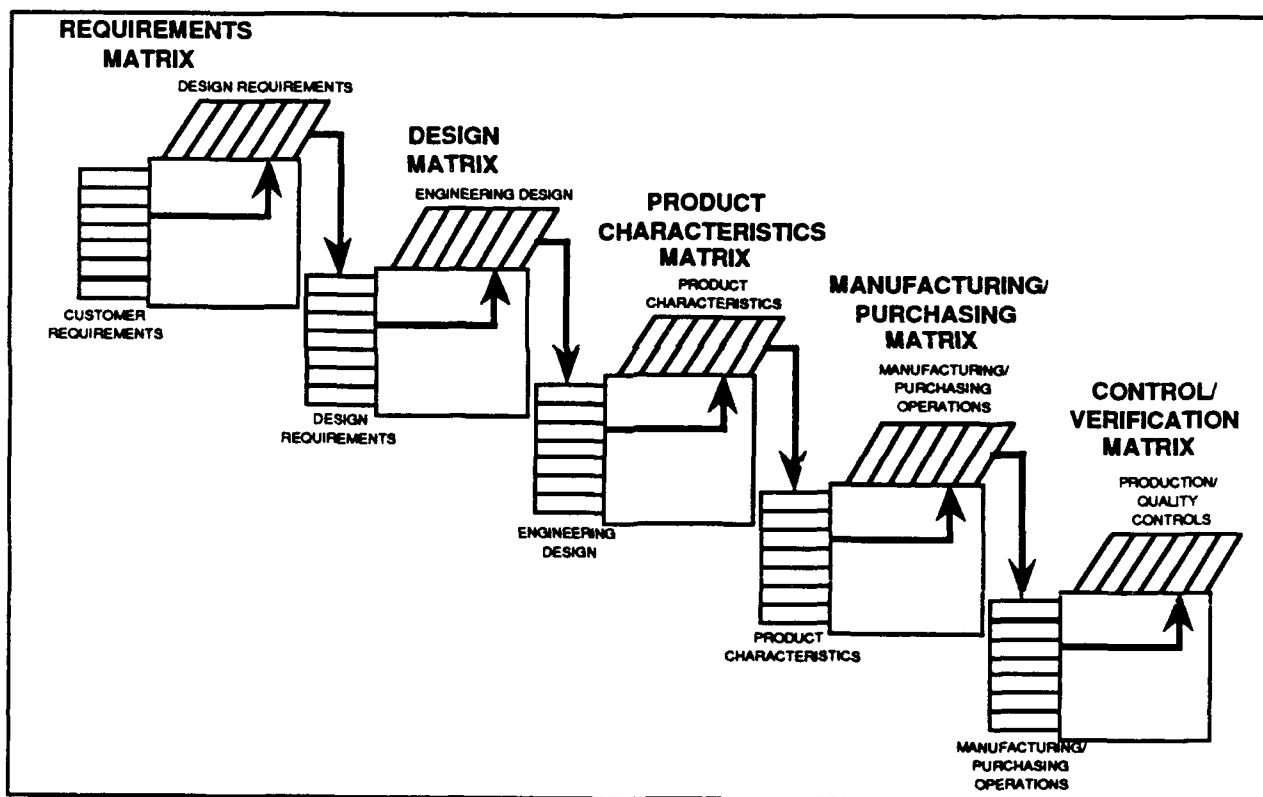 REQUIREMENTS
MATRIX
DESIGN REQUIREMENTS
CUSTOMER
REQUIREMENTS
DESIGN
MATRIX
ENGINEERING DESIGN
DESIGN
REQUIREMENTS
PRODUCT
CHARACTERISTICS
MATRIX
PRODUCT
CHARACTERISTICS
ENGINEERING
DESIGN
MANUFACTURING/
PURCHASING
MATRIX
MANUFACTURING/
PURCHASING
OPERATIONS
PRODUCT
CHARACTERISTICS
CONTROL/
VERIFICATION
MATRIX
PRODUCTION/
QUALITY
CONTROLS
MANUFACTURING/
PURCHASING
OPERATIONS